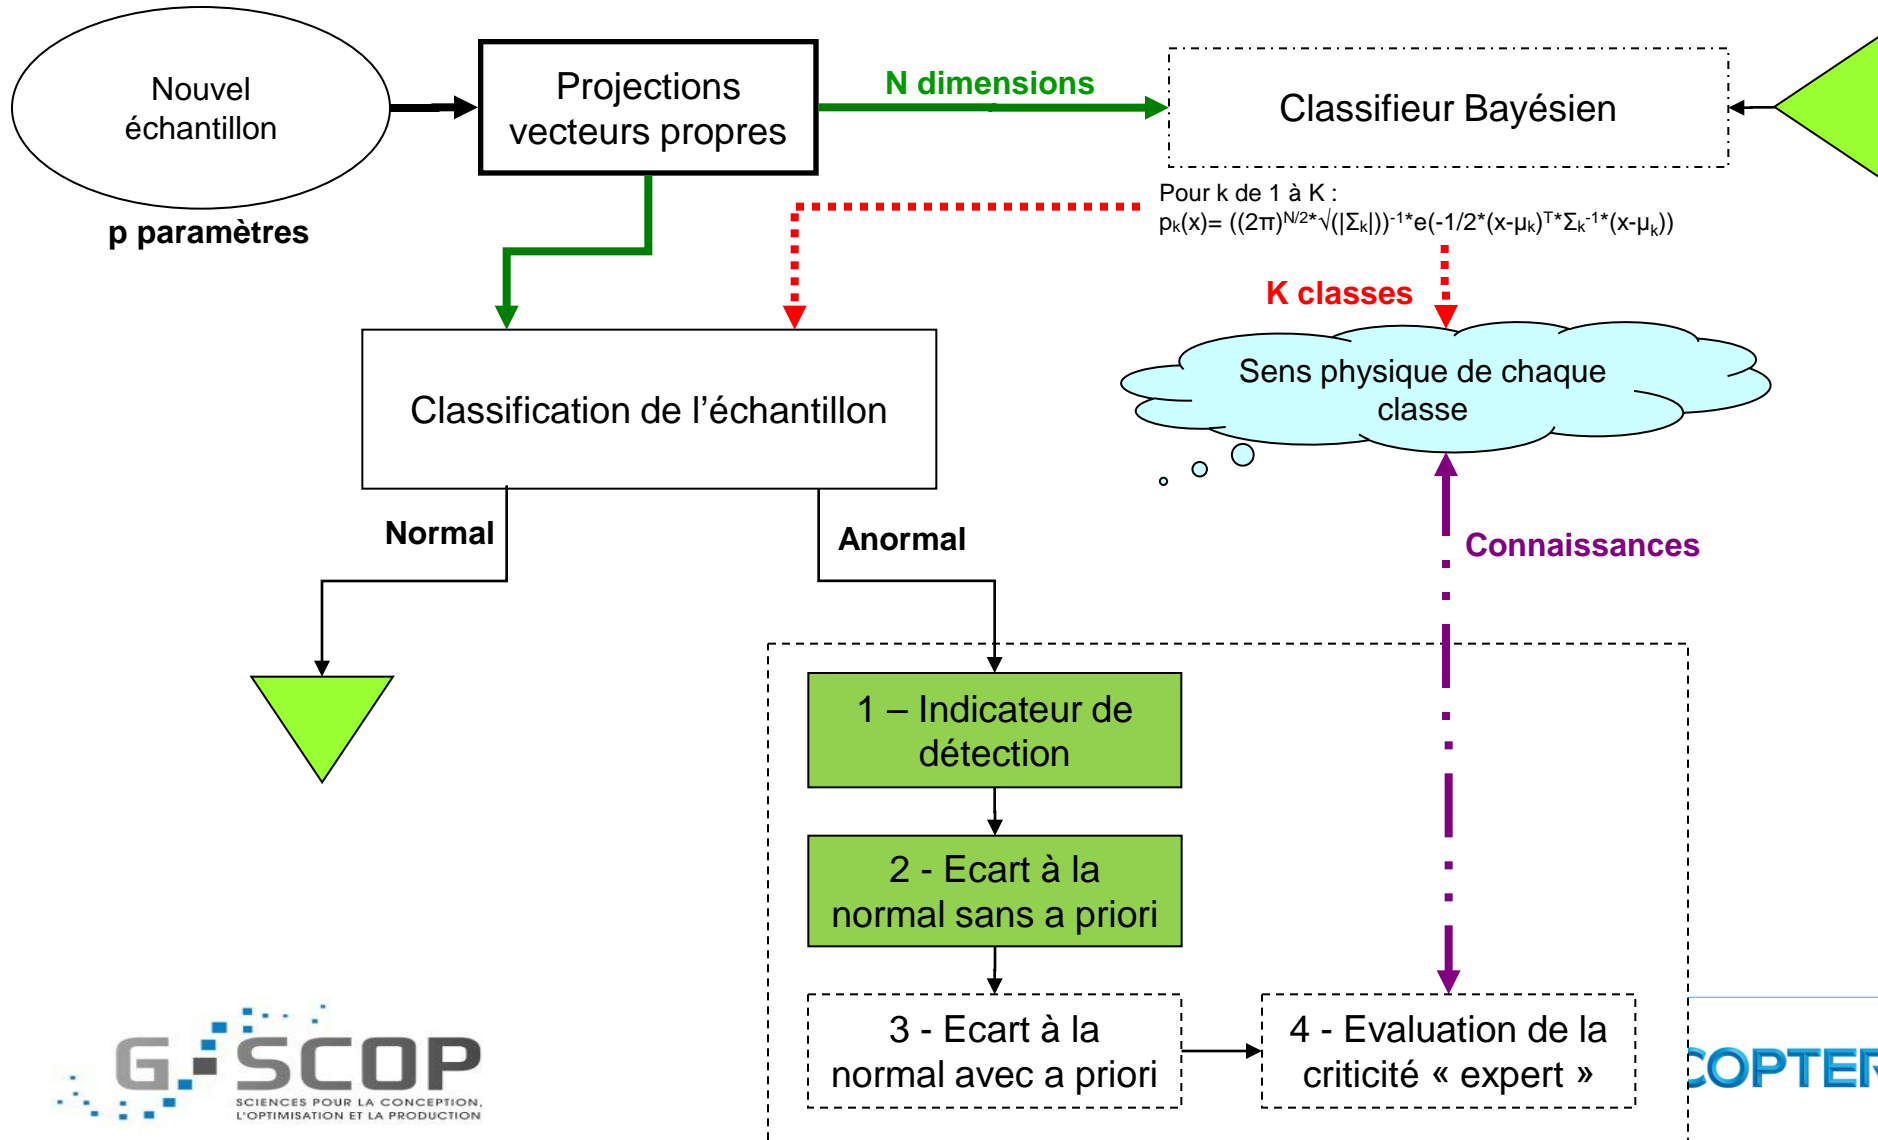 Nouvel
échantillon
p paramètres
Projections
vecteurs propres
N dimensions
Classifieur Bayésien
Pour k de 1 à K :
pₖ(x)= ((2π)ᴺᐟ²*√(|Σₖ|))⁻¹*e(-1/2*(x-µₖ)ᵀ*Σₖ⁻¹*(x-µₖ))
K classes
Sens physique de chaque
classe
Classification de l’échantillon
Normal
Anormal
Connaissances
1 – Indicateur de
détection
2 - Ecart à la
normal sans a priori
3 - Ecart à la
normal avec a priori
4 - Evaluation de la
criticité « expert »
G-SCOP
SCIENCES POUR LA CONCEPTION,
L'OPTIMISATION ET LA PRODUCTION
COPTER